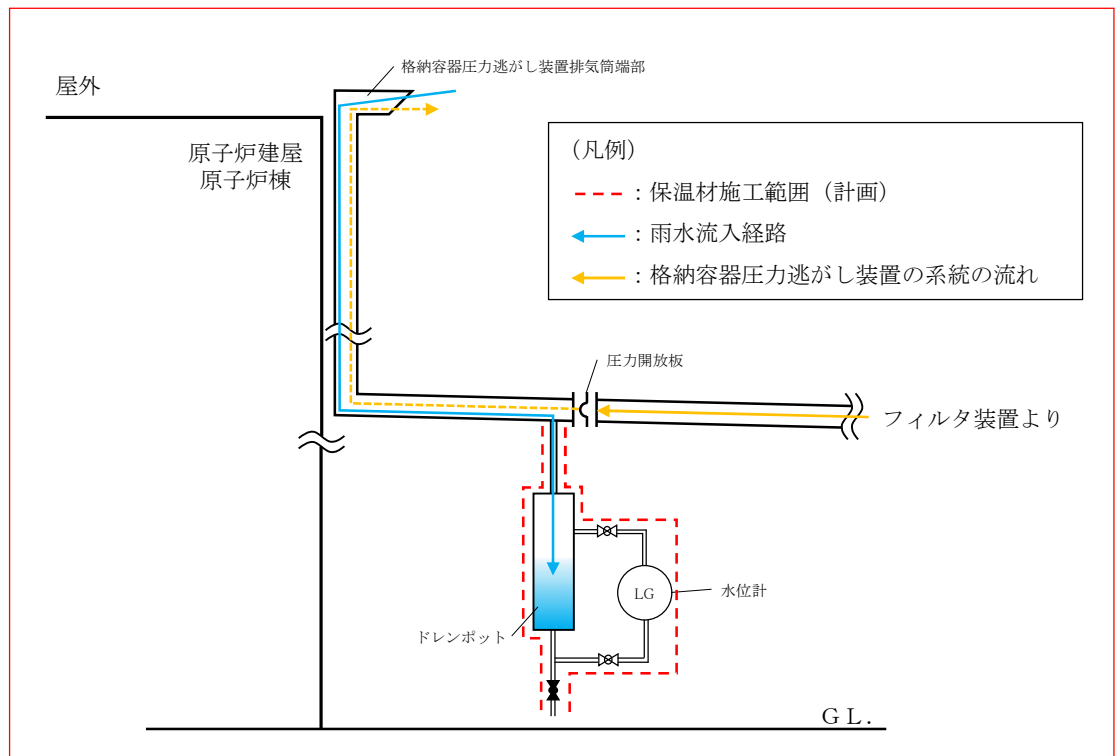 格納容器圧力逃がし装置排気筒端部
屋外
原子炉建屋
原子炉棟
（凡例）
：保温材施工範囲（計画）
：雨水流入経路
：格納容器圧力逃がし装置の系統の流れ
圧力開放板
フィルタ装置より
LG
水位計
ドレンポット
ＧＬ．